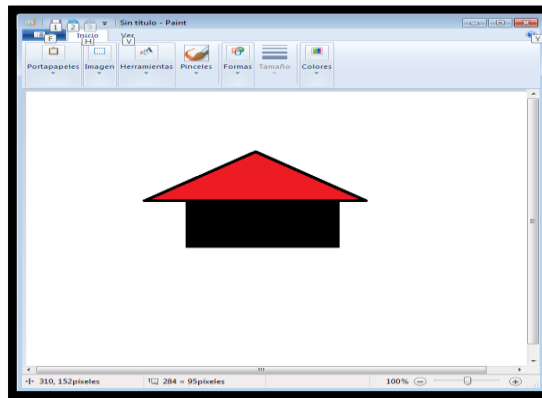 1 2 3 Sin título - Paint
F Inicio Ver Y
H V
Portapapeles Imagen Herramientas Pinceles Formas Tamaño Colores
310, 152píxeles 284 × 95píxeles 100%